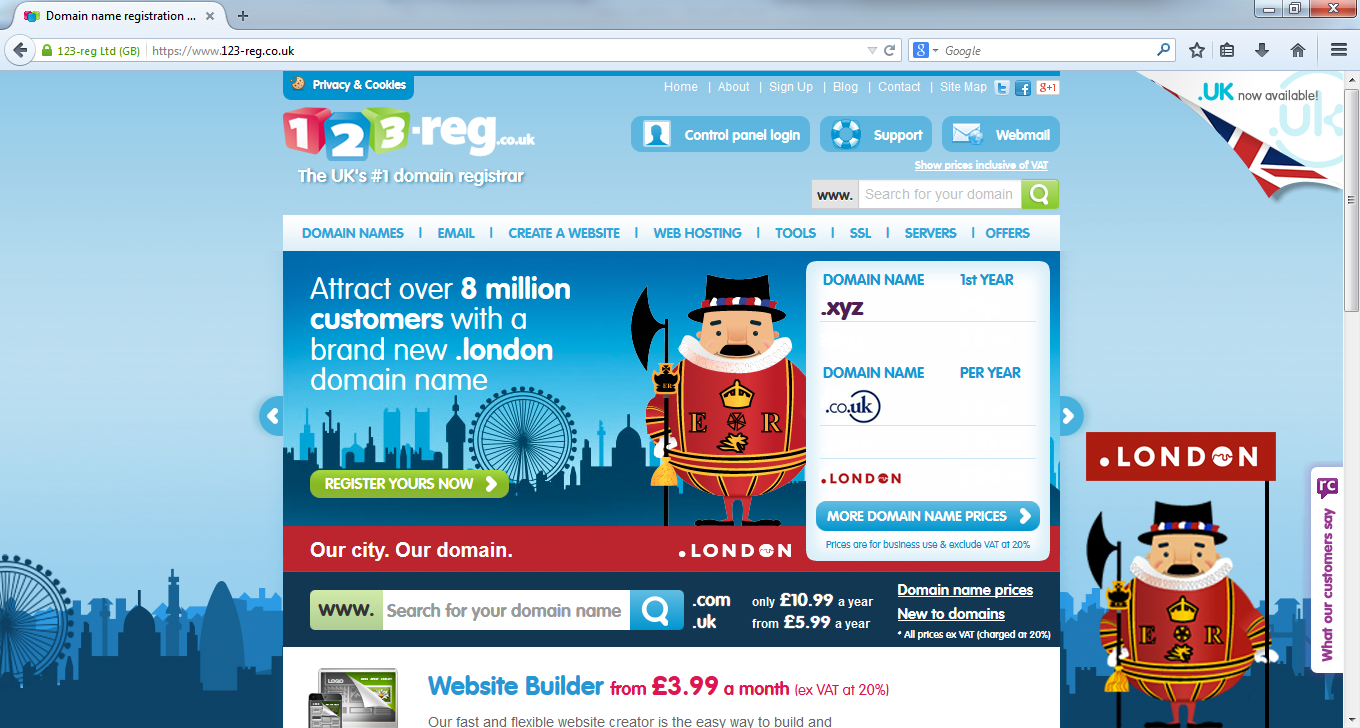 Domain name registration ...
123-reg Ltd (GB)
https://www.123-reg.co.uk
Google
Privacy & Cookies
Home | About | Sign Up | Blog | Contact | Site Map
g+1
.UK now available!
.uk
123-reg.co.uk
The UK's #1 domain registrar
Control panel login
Support
Webmail
Show prices inclusive of VAT
www. Search for your domain
DOMAIN NAMES | EMAIL | CREATE A WEBSITE | WEB HOSTING | TOOLS | SSL | SERVERS | OFFERS
Attract over 8 million
customers with a
brand new .london
domain name
REGISTER YOURS NOW
ER
E R
DOMAIN NAME 1st YEAR
.xyz
DOMAIN NAME PER YEAR
.co.uk
.LONDON
MORE DOMAIN NAME PRICES
Prices are for business use & exclude VAT at 20%
Our city. Our domain.
.LONDON
www. Search for your domain name
.com only £10.99 a year
.uk from £5.99 a year
Domain name prices
New to domains
* All prices ex VAT (charged at 20%)
.LONDON
E R
rc
What our customers say
LOGO
Website Builder from £3.99 a month (ex VAT at 20%)
Our fast and flexible website creator is the easy way to build and